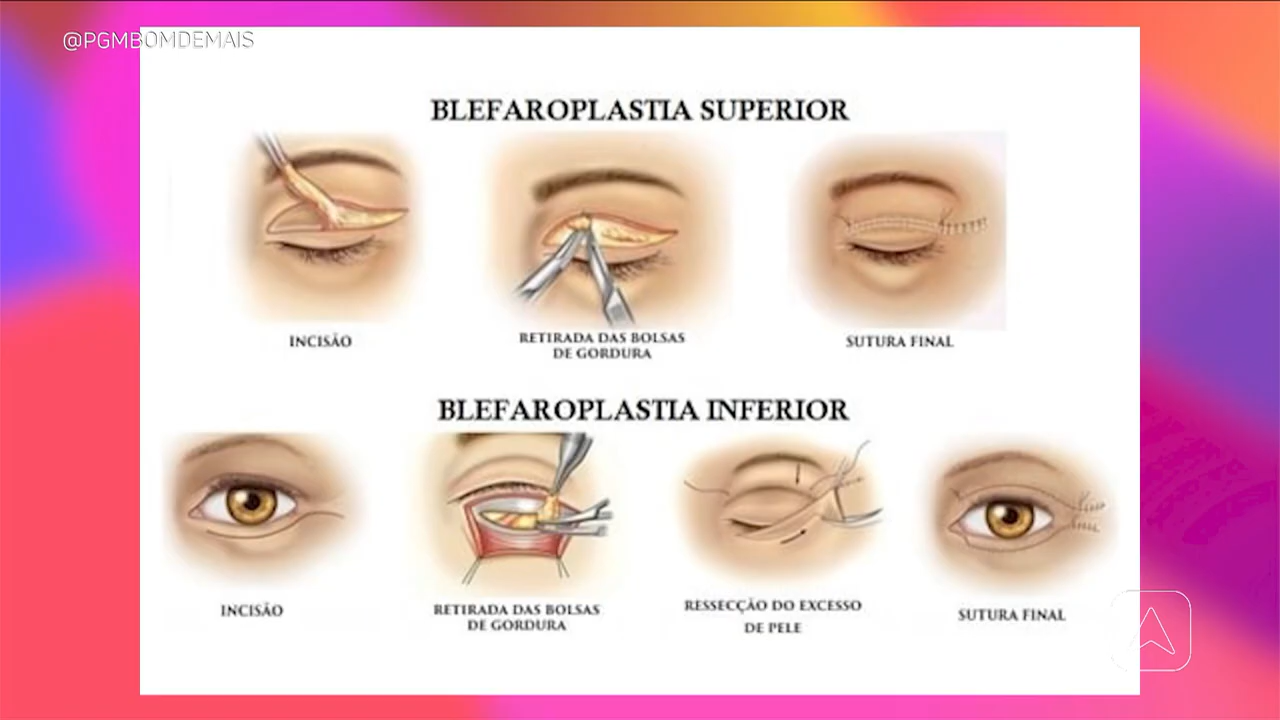 @PGMBOMDEMAIS
BLEFAROPLASTIA SUPERIOR
INCISÃO
RETIRADA DAS BOLSAS
DE GORDURA
SUTURA FINAL
BLEFAROPLASTIA INFERIOR
INCISÃO
RETIRADA DAS BOLSAS
DE GORDURA
RESSECÇÃO DO EXCESSO
DE PELE
SUTURA FINAL